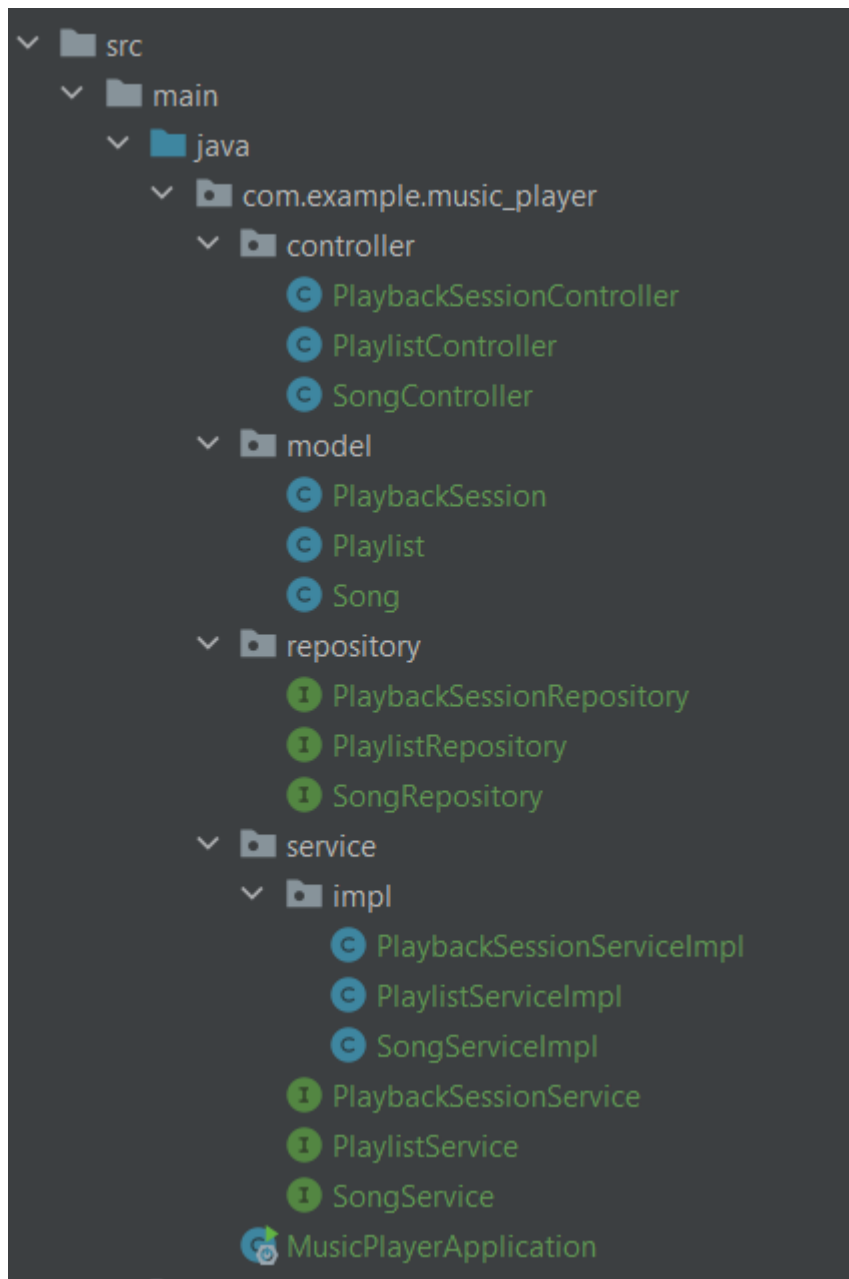 src
main
java
com.example.music_player
controller
C PlaybackSessionController
C PlaylistController
C SongController
model
C PlaybackSession
C Playlist
C Song
repository
I PlaybackSessionRepository
I PlaylistRepository
I SongRepository
service
impl
C PlaybackSessionServiceImpl
C PlaylistServiceImpl
C SongServiceImpl
I PlaybackSessionService
I PlaylistService
I SongService
MusicPlayerApplication